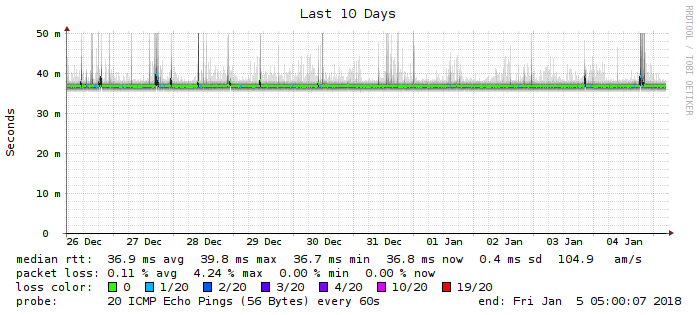 Last 10 Days
RRDTOOL / TOBI OETIKER
Seconds
50 m
40 m
30 m
20 m
10 m
0
26 Dec 27 Dec 28 Dec 29 Dec 30 Dec 31 Dec 01 Jan 02 Jan 03 Jan 04 Jan
median rtt: 36.9 ms avg 39.8 ms max 36.7 ms min 36.8 ms now 0.4 ms sd 104.9 am/s
packet loss: 0.11 % avg 4.24 % max 0.00 % min 0.00 % now
loss color: 0 1/20 2/20 3/20 4/20 10/20 19/20
probe: 20 ICMP Echo Pings (56 Bytes) every 60s end: Fri Jan 5 05:00:07 2018